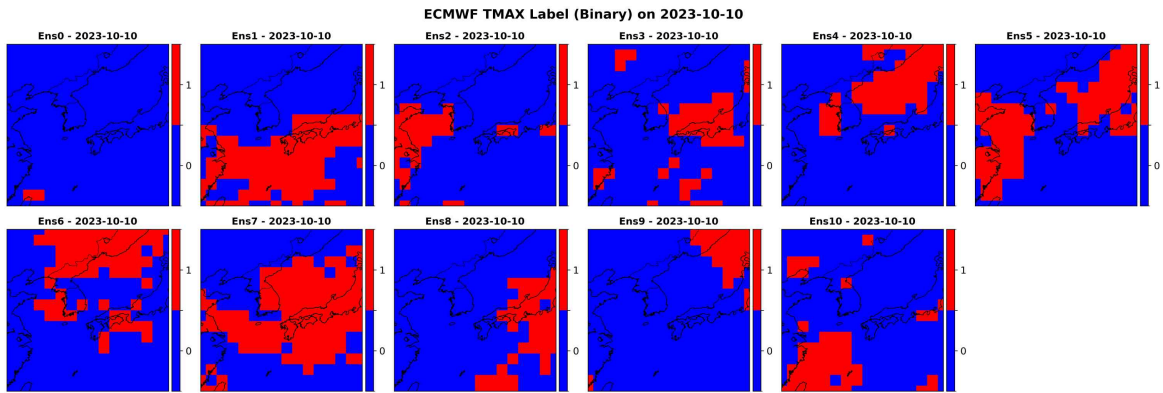 ECMWF TMAX Label (Binary) on 2023-10-10
Ens0 - 2023-10-10
Ens1 - 2023-10-10
Ens2 - 2023-10-10
Ens3 - 2023-10-10
Ens4 - 2023-10-10
Ens5 - 2023-10-10
1
1
1
1
1
1
0
0
0
0
0
0
Ens6 - 2023-10-10
Ens7 - 2023-10-10
Ens8 - 2023-10-10
Ens9 - 2023-10-10
Ens10 - 2023-10-10
1
1
1
1
1
0
0
0
0
0